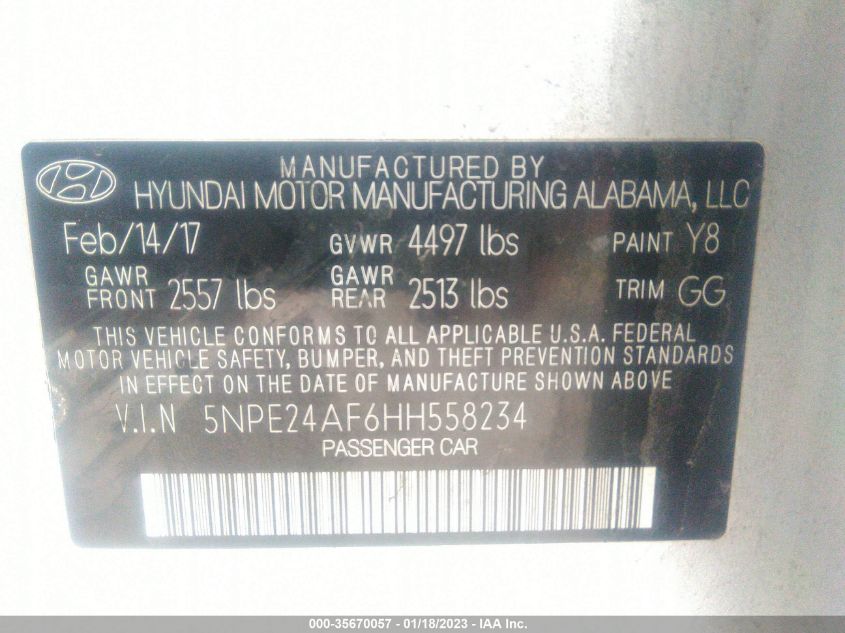 MANUFACTURED BY
HYUNDAI MOTOR MANUFACTURING ALABAMA, LLC
Feb/14/17 GVWR 4497 lbs PAINT Y8
GAWR FRONT 2557 lbs GAWR REAR 2513 lbs TRIM GG
THIS VEHICLE CONFORMS TO ALL APPLICABLE U.S.A. FEDERAL
MOTOR VEHICLE SAFETY, BUMPER, AND THEFT PREVENTION STANDARDS
IN EFFECT ON THE DATE OF MANUFACTURE SHOWN ABOVE
V.I.N 5NPE24AF6HH558234
PASSENGER CAR
000-35670057 - 01/18/2023 - IAA Inc.